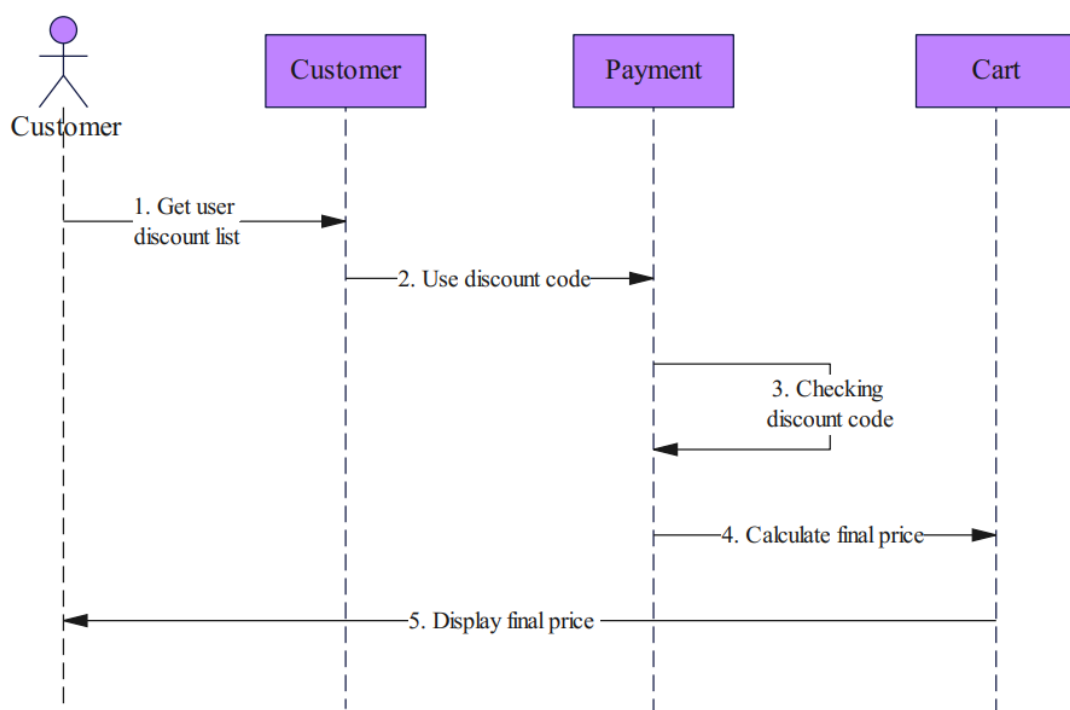 Customer
Payment
Cart
Customer
1. Get user
discount list
2. Use discount code
3. Checking
discount code
4. Calculate final price
5. Display final price